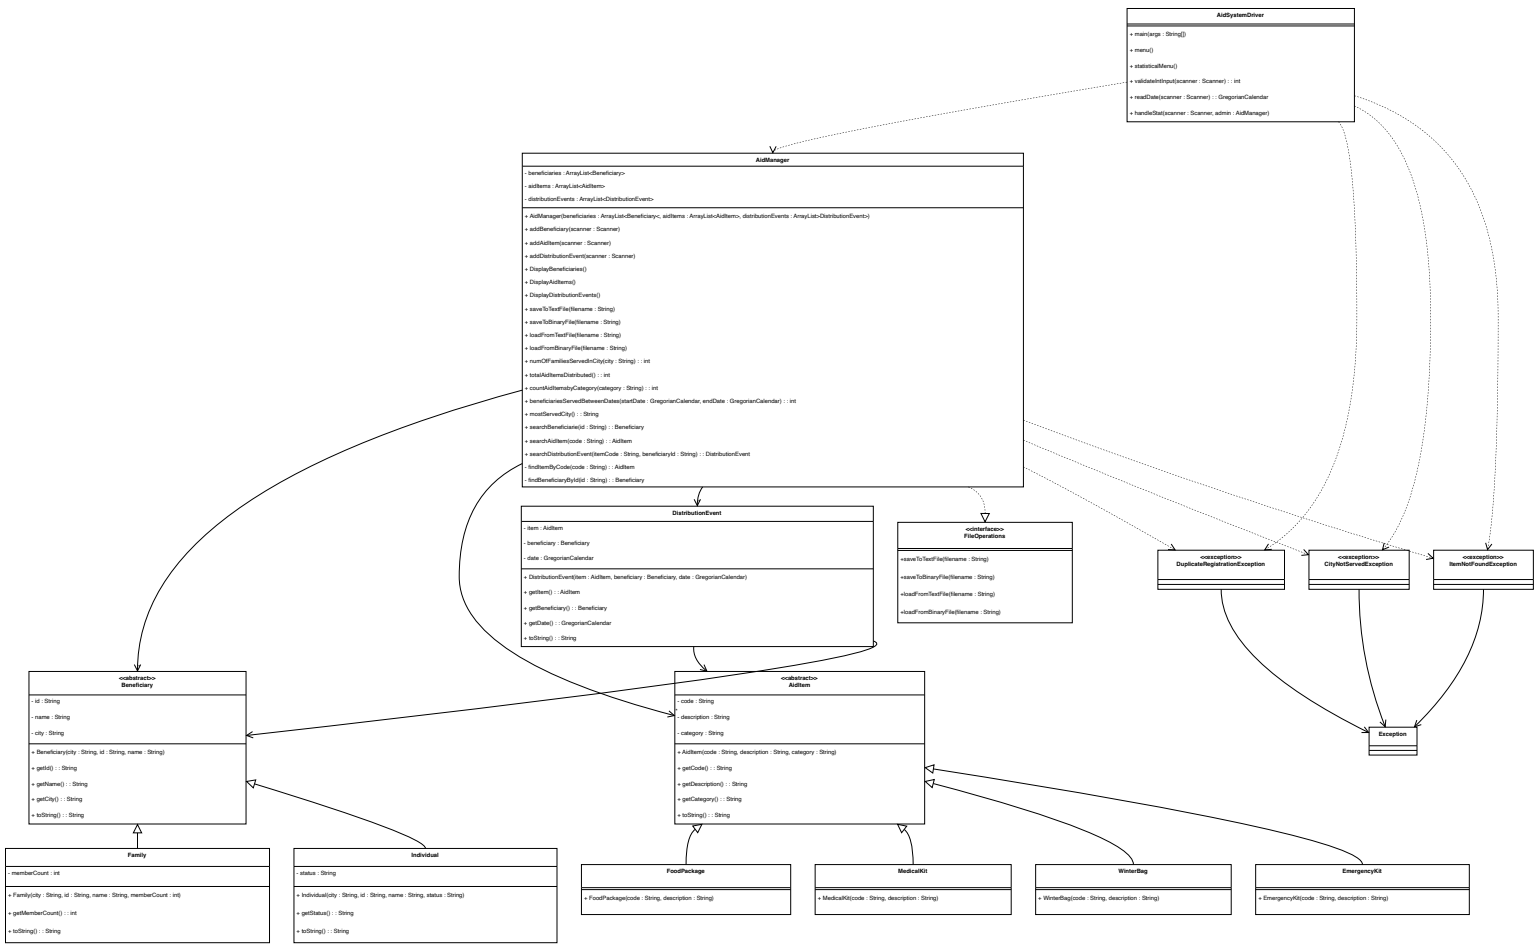 AidSystemDriver
+ main(args : String[])
+ menu()
+ statisticalMenu()
+ validateIntInput(scanner : Scanner) : : int
+ readDate(scanner : Scanner) : : GregorianCalendar
+ handleStat(scanner : Scanner, admin : AidManager)
AidManager
- beneficiaries : ArrayList<Beneficiary>
- aidItems : ArrayList<AidItem>
- distributionEvents : ArrayList<DistributionEvent>
+ AidManager(beneficiaries : ArrayList<Beneficiary<, aidItems : ArrayList<AidItem>, distributionEvents : ArrayList>DistributionEvent>)
+ addBeneficiary(scanner : Scanner)
+ addAidItem(scanner : Scanner)
+ addDistributionEvent(scanner : Scanner)
+ DisplayBeneficiaries()
+ DisplayAidItems()
+ DisplayDistributionEvents()
+ saveToTextFile(filename : String)
+ saveToBinaryFile(filename : String)
+ loadFromTextFile(filename : String)
+ loadFromBinaryFile(filename : String)
+ numOfFamiliesServedInCity(city : String) : : int
+ totalAidItemsDistributed() : : int
+ countAidItemsbyCategory(category : String) : : int
+ beneficiariesServedBetweenDates(startDate : GregorianCalendar, endDate : GregorianCalendar) : : int
+ mostServedCity() : : String
+ searchBeneficiarie(id : String) : : Beneficiary
+ searchAidItem(code : String) : : AidItem
+ searchDistributionEvent(itemCode : String, beneficiaryId : String) : : DistributionEvent
- findItemByCode(code : String) : : AidItem
- findBeneficiaryById(id : String) : : Beneficiary
DistributionEvent
- item : AidItem
- beneficiary : Beneficiary
- date : GregorianCalendar
+ DistributionEvent(item : AidItem, beneficiary : Beneficiary, date : GregorianCalendar)
+ getItem() : : AidItem
+ getBeneficiary() : : Beneficiary
+ getDate() : : GregorianCalendar
+ toString() : : String
<<interface>>
FileOperations
+saveToTextFile(filename : String)
+saveToBinaryFile(filename : String)
+loadFromTextFile(filename : String)
+loadFromBinaryFile(filename : String)
<<exception>>
DuplicateRegistrationException
<<exception>>
CityNotServedException
<<exception>>
ItemNotFoundException
Exception
<<abstract>>
Beneficiary
- id : String
- name : String
- city : String
+ Beneficiary(city : String, id : String, name : String)
+ getId() : : String
+ getName() : : String
+ getCity() : : String
+ toString() : : String
<<abstract>>
AidItem
- code : String
- description : String
- category : String
+ AidItem(code : String, description : String, category : String)
+ getCode() : : String
+ getDescription() : : String
+ getCategory() : : String
+ toString() : : String
Family
- memberCount : int
+ Family(city : String, id : String, name : String, memberCount : int)
+ getMemberCount() : : int
+ toString() : : String
Individual
- status : String
+ Individual(city : String, id : String, name : String, status : String)
+ getStatus() : : String
+ toString() : : String
FoodPackage
+ FoodPackage(code : String, description : String)
MedicalKit
+ MedicalKit(code : String, description : String)
WinterBag
+ WinterBag(code : String, description : String)
EmergencyKit
+ EmergencyKit(code : String, description : String)